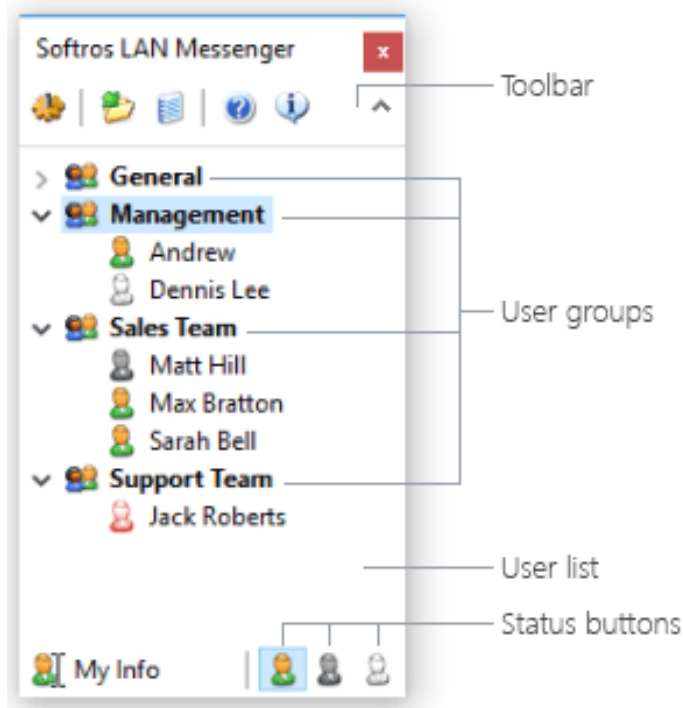 Softros LAN Messenger
x
Toolbar
General
Management
Andrew
Dennis Lee
User groups
Sales Team
Matt Hill
Max Bratton
Sarah Bell
Support Team
Jack Roberts
User list
Status buttons
My Info